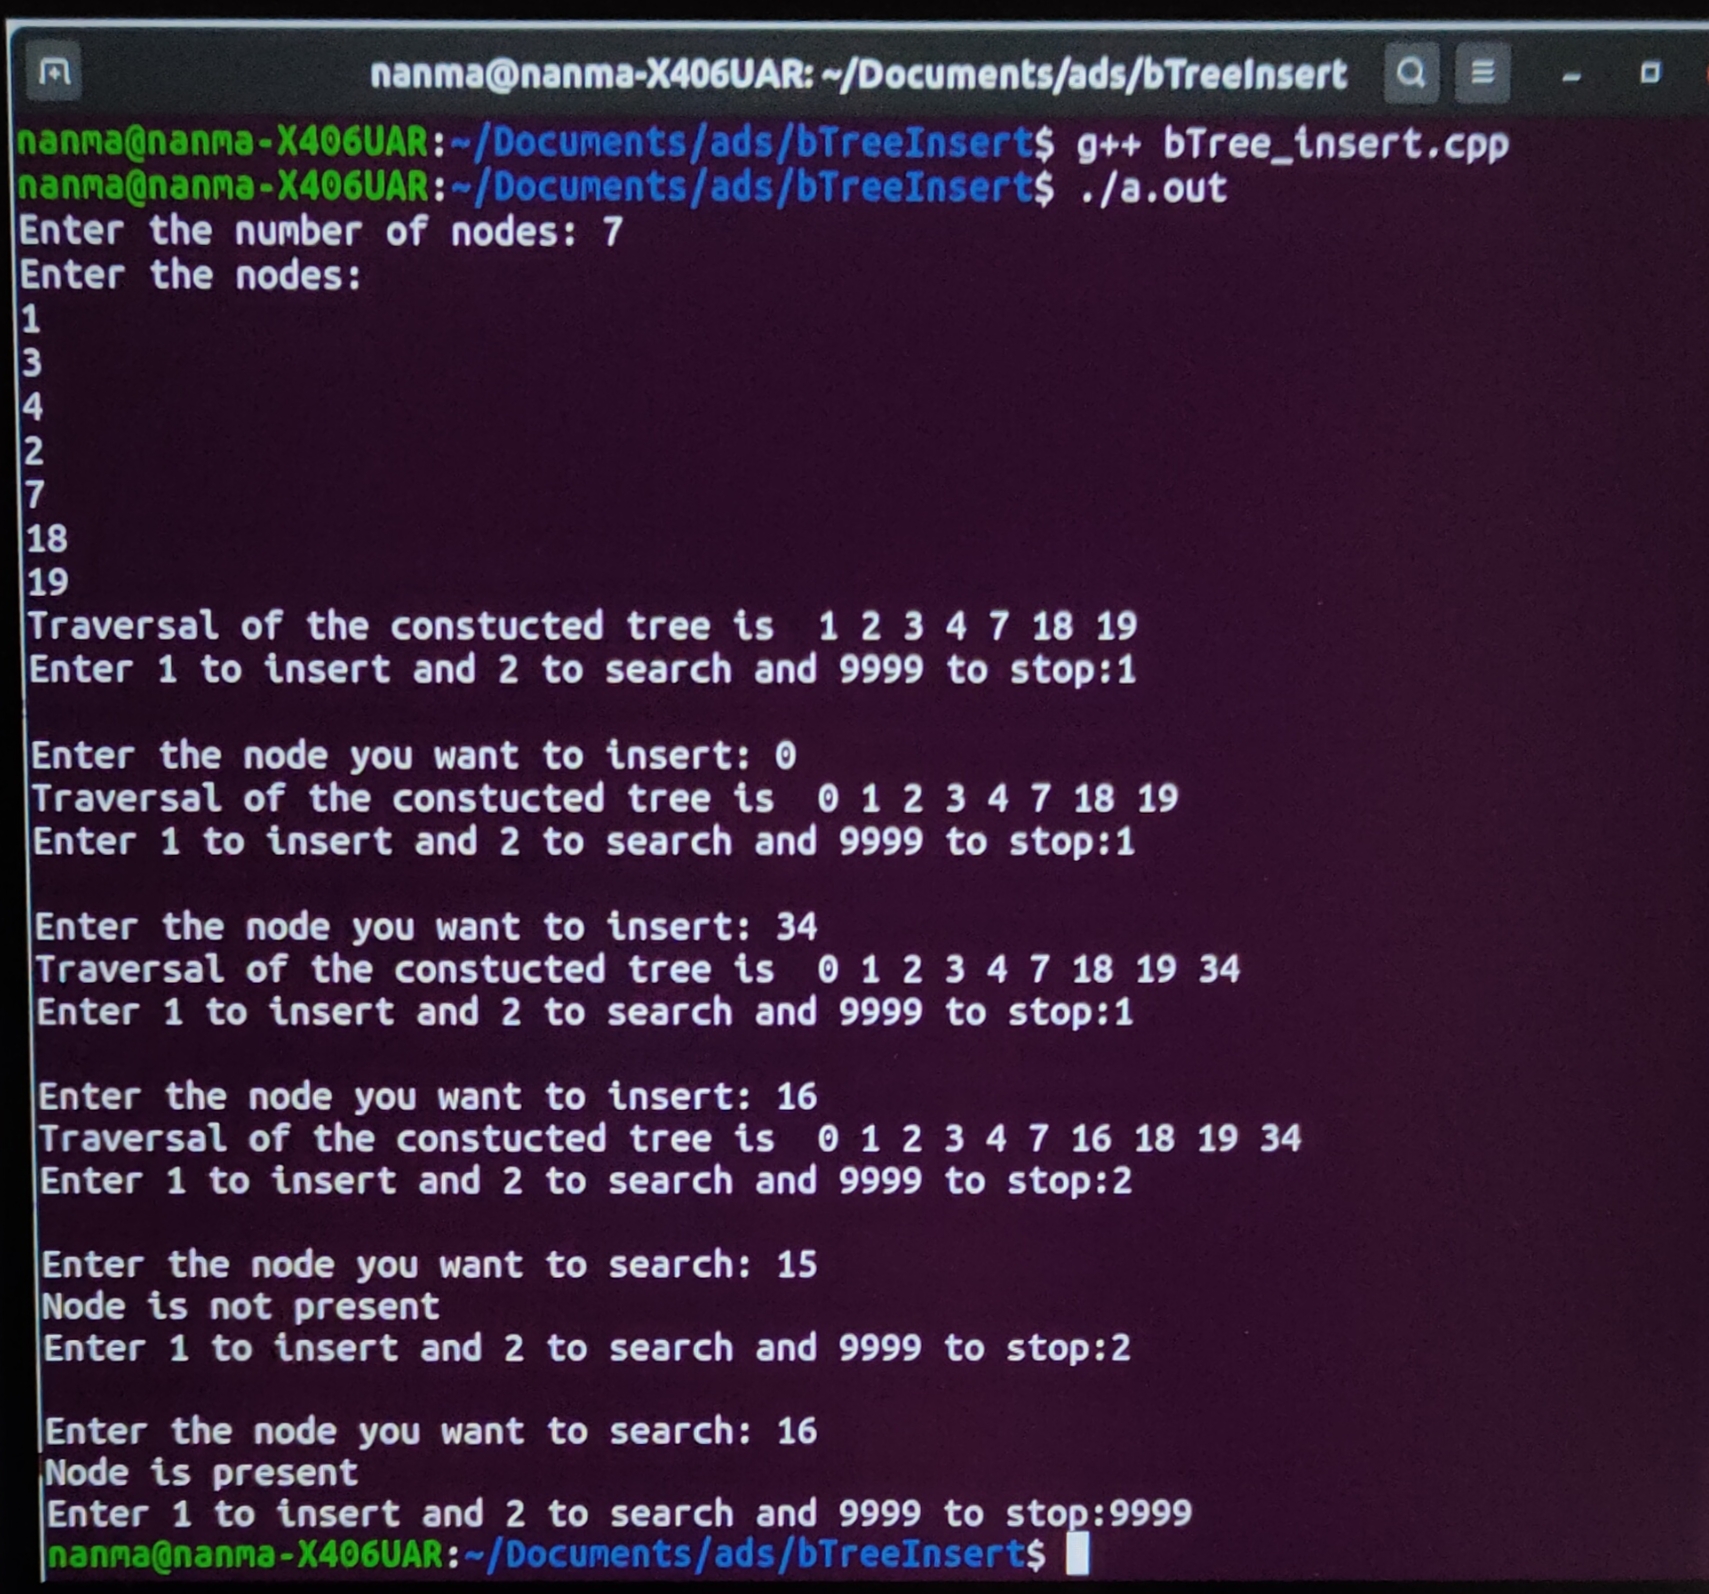 nanma@nanma-X406UAR: ~/Documents/ads/bTreeInsert
nanma@nanma-X406UAR:~/Documents/ads/bTreeInsert$ g++ bTree_insert.cpp
nanma@nanma-X406UAR:~/Documents/ads/bTreeInsert$ ./a.out
Enter the number of nodes: 7
Enter the nodes:
1
3
4
2
7
18
19
Traversal of the constucted tree is  1 2 3 4 7 18 19
Enter 1 to insert and 2 to search and 9999 to stop:1
Enter the node you want to insert: 0
Traversal of the constucted tree is  0 1 2 3 4 7 18 19
Enter 1 to insert and 2 to search and 9999 to stop:1
Enter the node you want to insert: 34
Traversal of the constucted tree is  0 1 2 3 4 7 18 19 34
Enter 1 to insert and 2 to search and 9999 to stop:1
Enter the node you want to insert: 16
Traversal of the constucted tree is  0 1 2 3 4 7 16 18 19 34
Enter 1 to insert and 2 to search and 9999 to stop:2
Enter the node you want to search: 15
Node is not present
Enter 1 to insert and 2 to search and 9999 to stop:2
Enter the node you want to search: 16
Node is present
Enter 1 to insert and 2 to search and 9999 to stop:9999
nanma@nanma-X406UAR:~/Documents/ads/bTreeInsert$